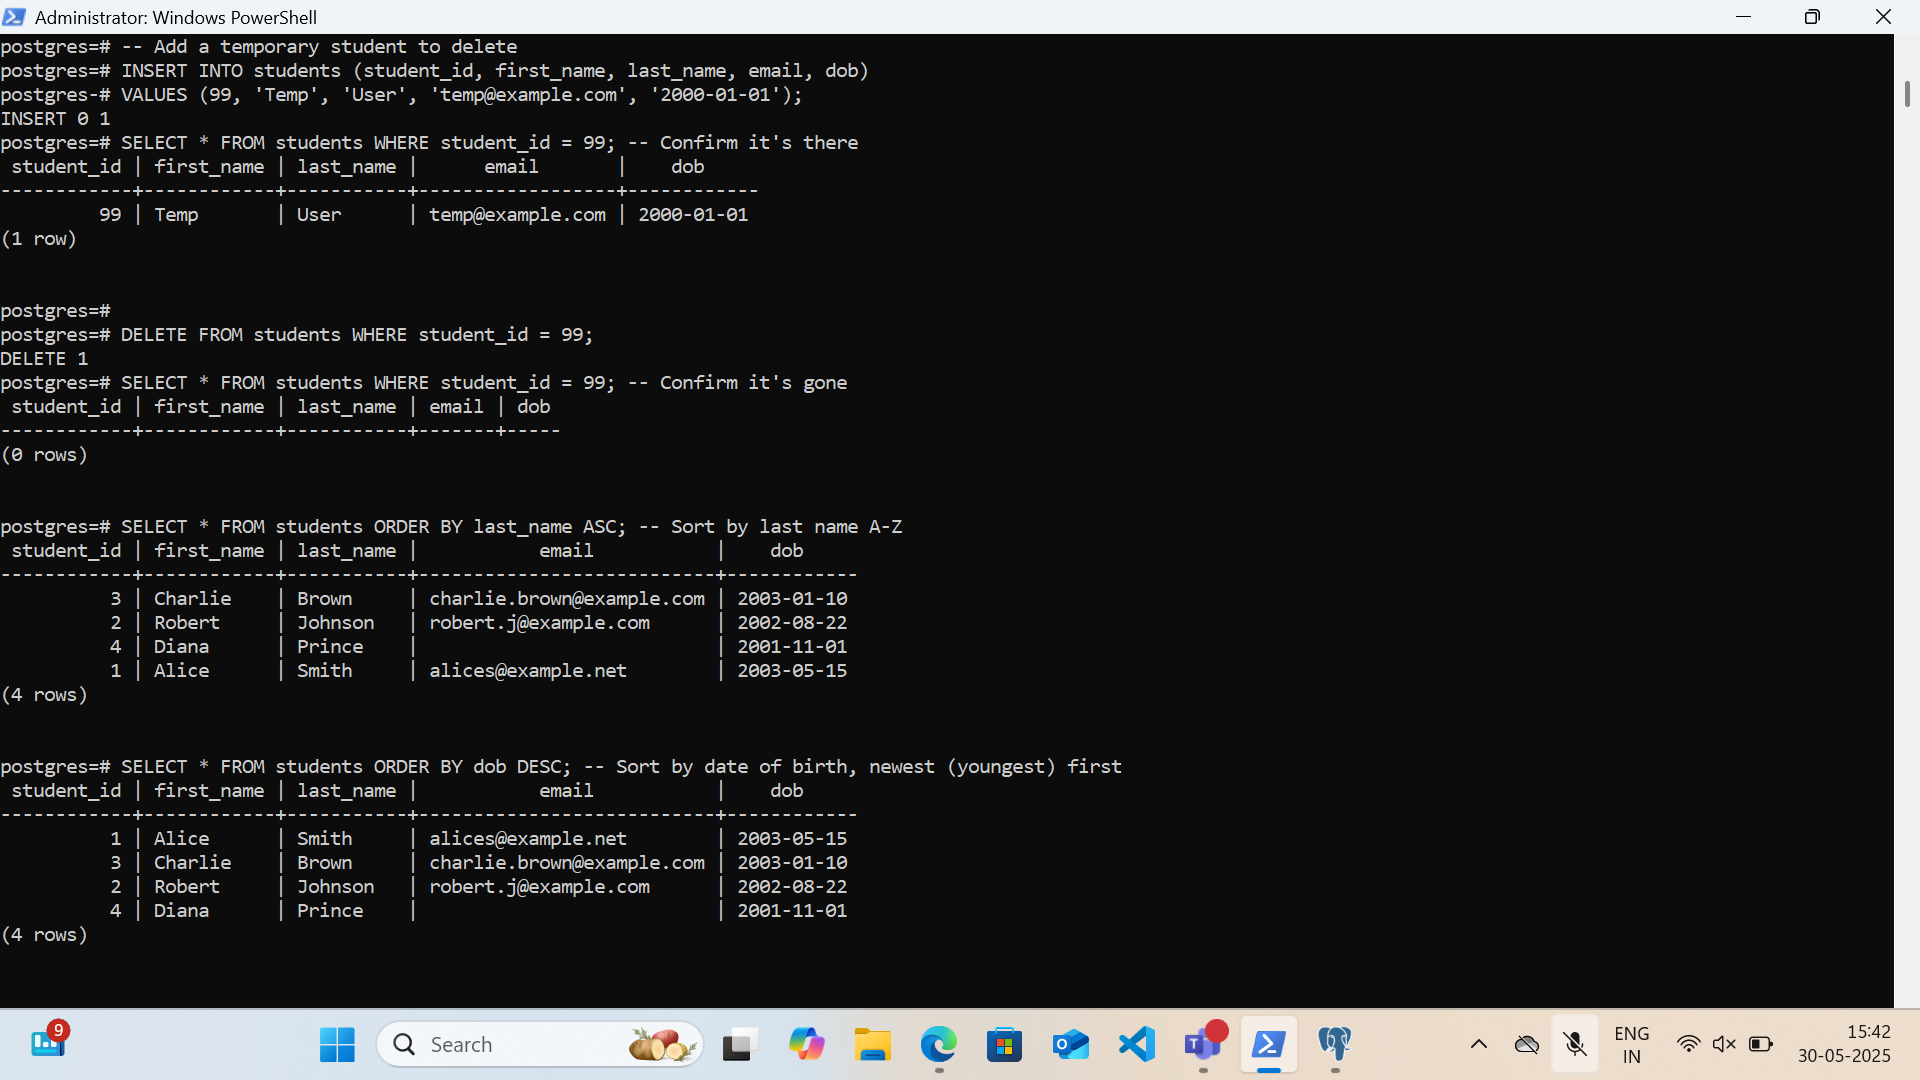 Administrator: Windows PowerShell
postgres=# -- Add a temporary student to delete
postgres=# INSERT INTO students (student_id, first_name, last_name, email, dob)
postgres-# VALUES (99, 'Temp', 'User', 'temp@example.com', '2000-01-01');
INSERT 0 1
postgres=# SELECT * FROM students WHERE student_id = 99; -- Confirm it's there
 student_id | first_name | last_name |      email       |    dob
------------+------------+-----------+------------------+------------
         99 | Temp       | User      | temp@example.com | 2000-01-01
(1 row)
postgres=#
postgres=# DELETE FROM students WHERE student_id = 99;
DELETE 1
postgres=# SELECT * FROM students WHERE student_id = 99; -- Confirm it's gone
 student_id | first_name | last_name | email | dob
------------+------------+-----------+-------+-----
(0 rows)
postgres=# SELECT * FROM students ORDER BY last_name ASC; -- Sort by last name A-Z
 student_id | first_name | last_name |           email           |    dob
------------+------------+-----------+---------------------------+------------
          3 | Charlie    | Brown     | charlie.brown@example.com | 2003-01-10
          2 | Robert     | Johnson   | robert.j@example.com      | 2002-08-22
          4 | Diana      | Prince    |                           | 2001-11-01
          1 | Alice      | Smith     | alices@example.net        | 2003-05-15
(4 rows)
postgres=# SELECT * FROM students ORDER BY dob DESC; -- Sort by date of birth, newest (youngest) first
 student_id | first_name | last_name |           email           |    dob
------------+------------+-----------+---------------------------+------------
          1 | Alice      | Smith     | alices@example.net        | 2003-05-15
          3 | Charlie    | Brown     | charlie.brown@example.com | 2003-01-10
          2 | Robert     | Johnson   | robert.j@example.com      | 2002-08-22
          4 | Diana      | Prince    |                           | 2001-11-01
(4 rows)
9
Search
ENG
IN
15:42
30-05-2025